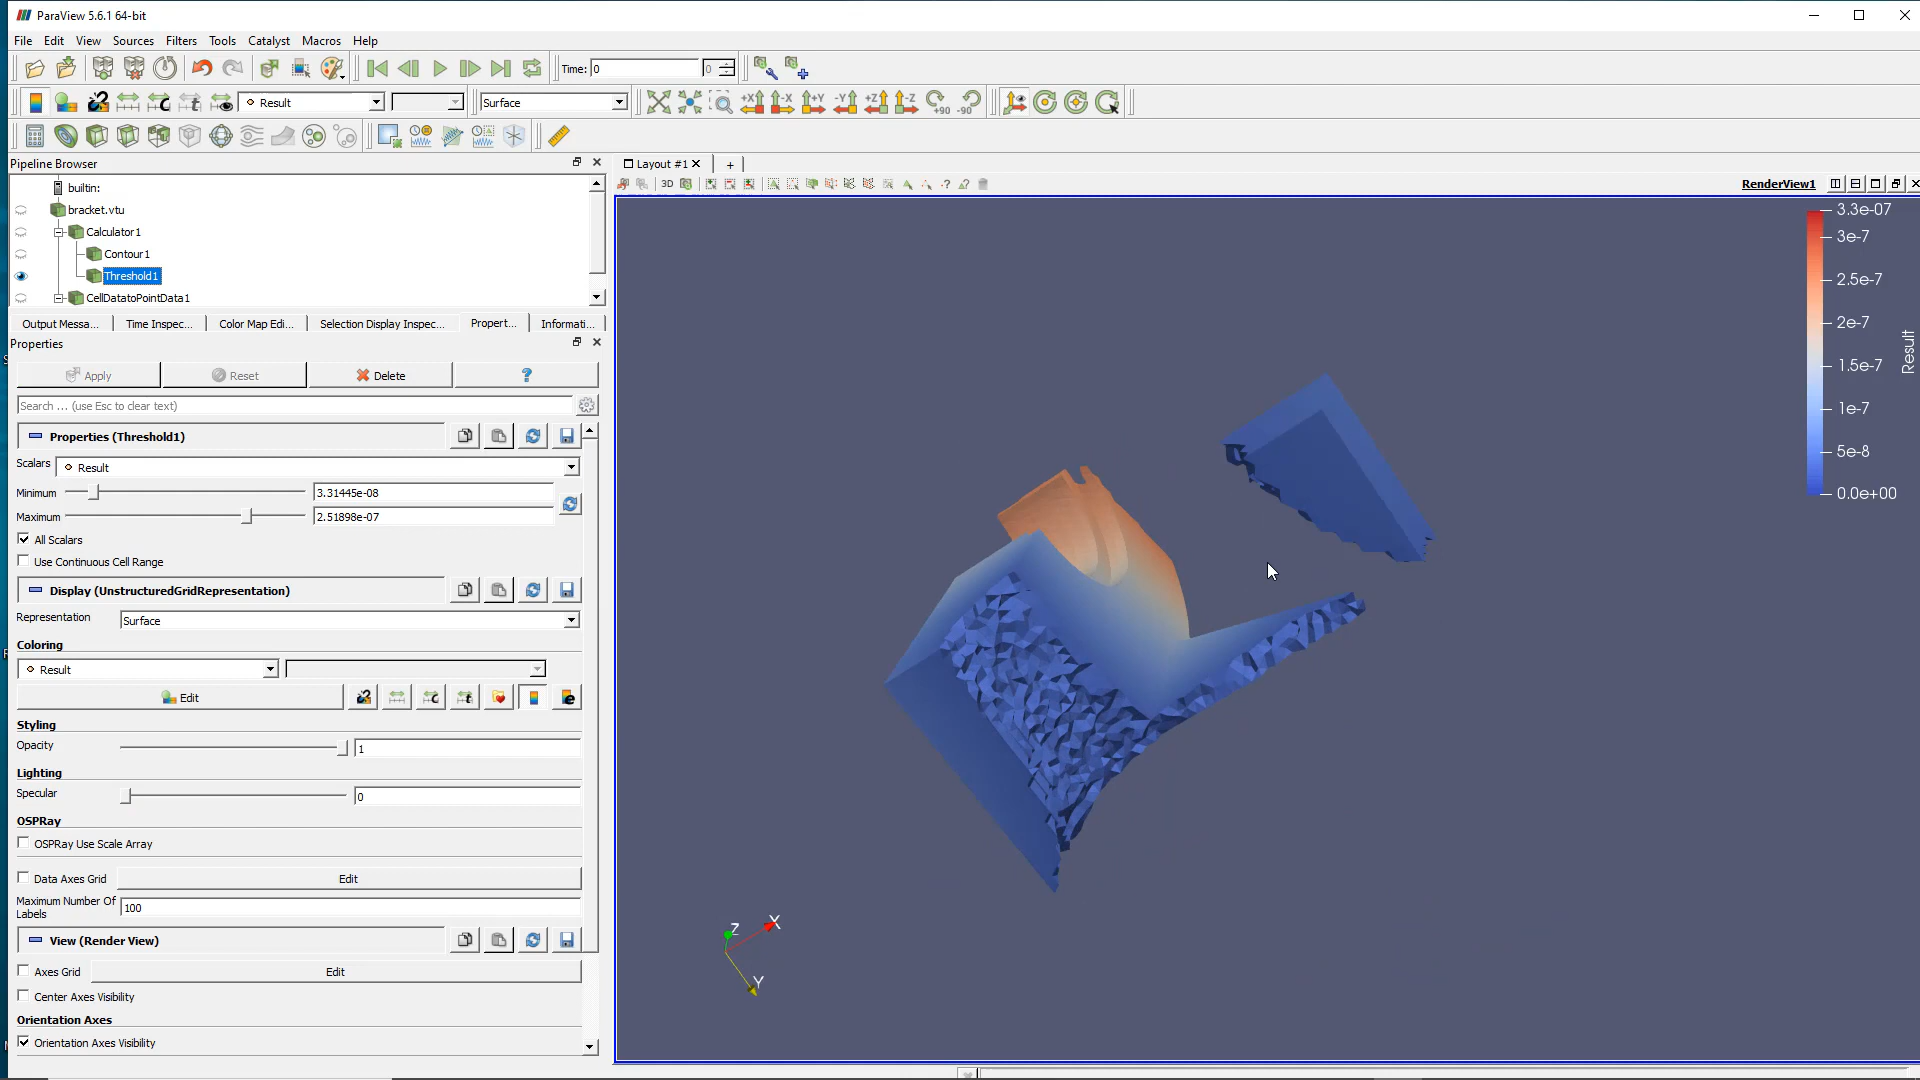 ParaView 5.6.1 64-bit
File Edit View Sources Filters Tools Catalyst Macros Help
Time: 0 0
Result Surface +X -X +Y -Y +Z -Z +90 -90
Pipeline Browser
Layout #1 +
builtin:
3D RenderView1
bracket.vtu
Calculator1
Contour1
Threshold1
CellDatatoPointData1
Output Messa... Time Inspec... Color Map Edi... Selection Display Inspec... Propert... Informati...
Properties
Apply Reset Delete ?
Search ... (use Esc to clear text)
Properties (Threshold1)
Scalars Result
Minimum 3.31445e-08
Maximum 2.51898e-07
All Scalars
Use Continuous Cell Range
Display (UnstructuredGridRepresentation)
Representation Surface
Coloring
Result
Edit
Styling
Opacity 1
Lighting
Specular 0
OSPRay
OSPRay Use Scale Array
Data Axes Grid Edit
Maximum Number Of
Labels
100
View (Render View)
Axes Grid Edit
Center Axes Visibility
Orientation Axes
Orientation Axes Visibility
3.3e-07
3e-7
2.5e-7
2e-7
1.5e-7
1e-7
5e-8
0.0e+00
Result
Z
X
Y